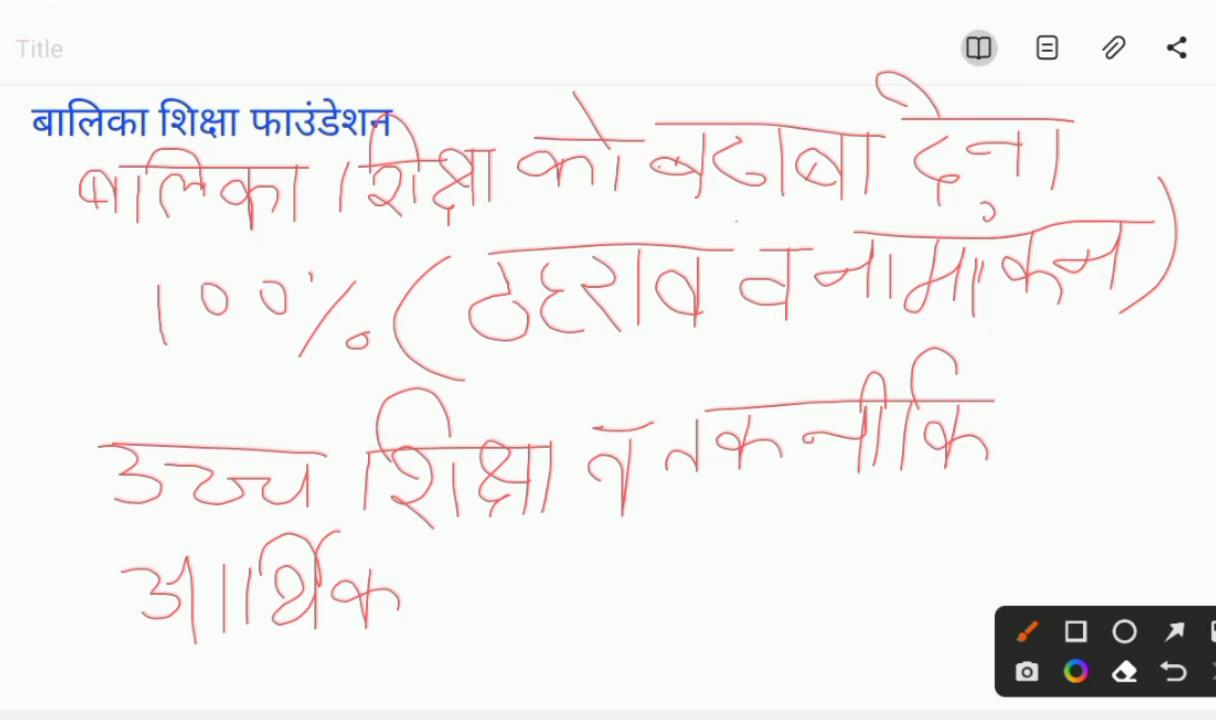 Title
बालिका शिक्षा फाउंडेशन
बालिका शिक्षा को बढाबा देना
100% (ठहराव व नामांकन)
उच्च शिक्षा व तकनीकि
आर्थिक